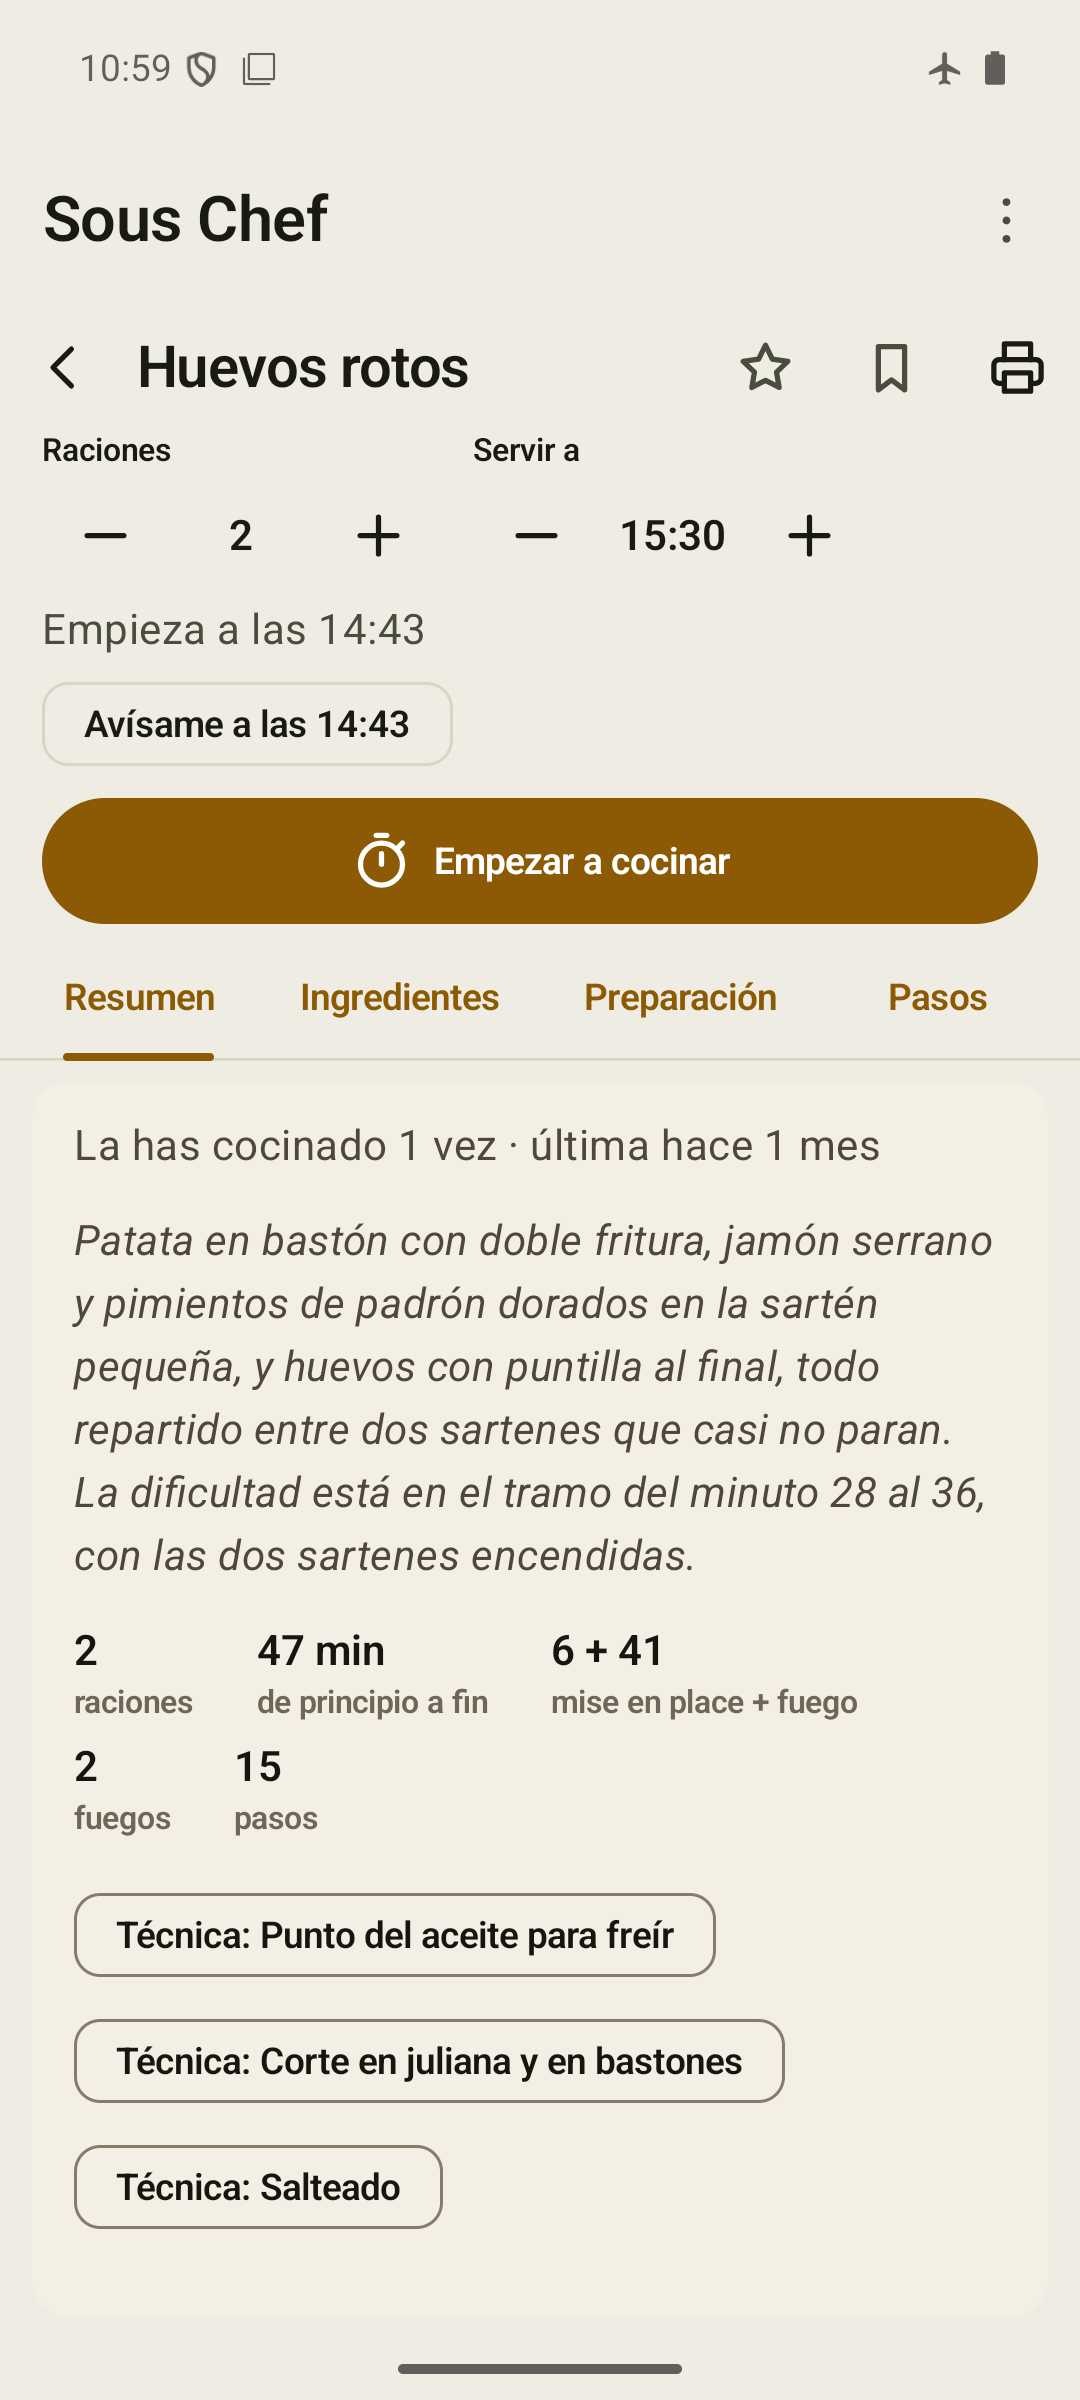 10:59
Sous Chef
Huevos rotos
Raciones
Servir a
2
15:30
Empieza a las 14:43
Avísame a las 14:43
Empezar a cocinar
Resumen Ingredientes Preparación Pasos
La has cocinado 1 vez · última hace 1 mes
Patata en bastón con doble fritura, jamón serrano
y pimientos de padrón dorados en la sartén
pequeña, y huevos con puntilla al final, todo
repartido entre dos sartenes que casi no paran.
La dificultad está en el tramo del minuto 28 al 36,
con las dos sartenes encendidas.
2 47 min 6 + 41
raciones de principio a fin mise en place + fuego
2 15
fuegos pasos
Técnica: Punto del aceite para freír
Técnica: Corte en juliana y en bastones
Técnica: Salteado